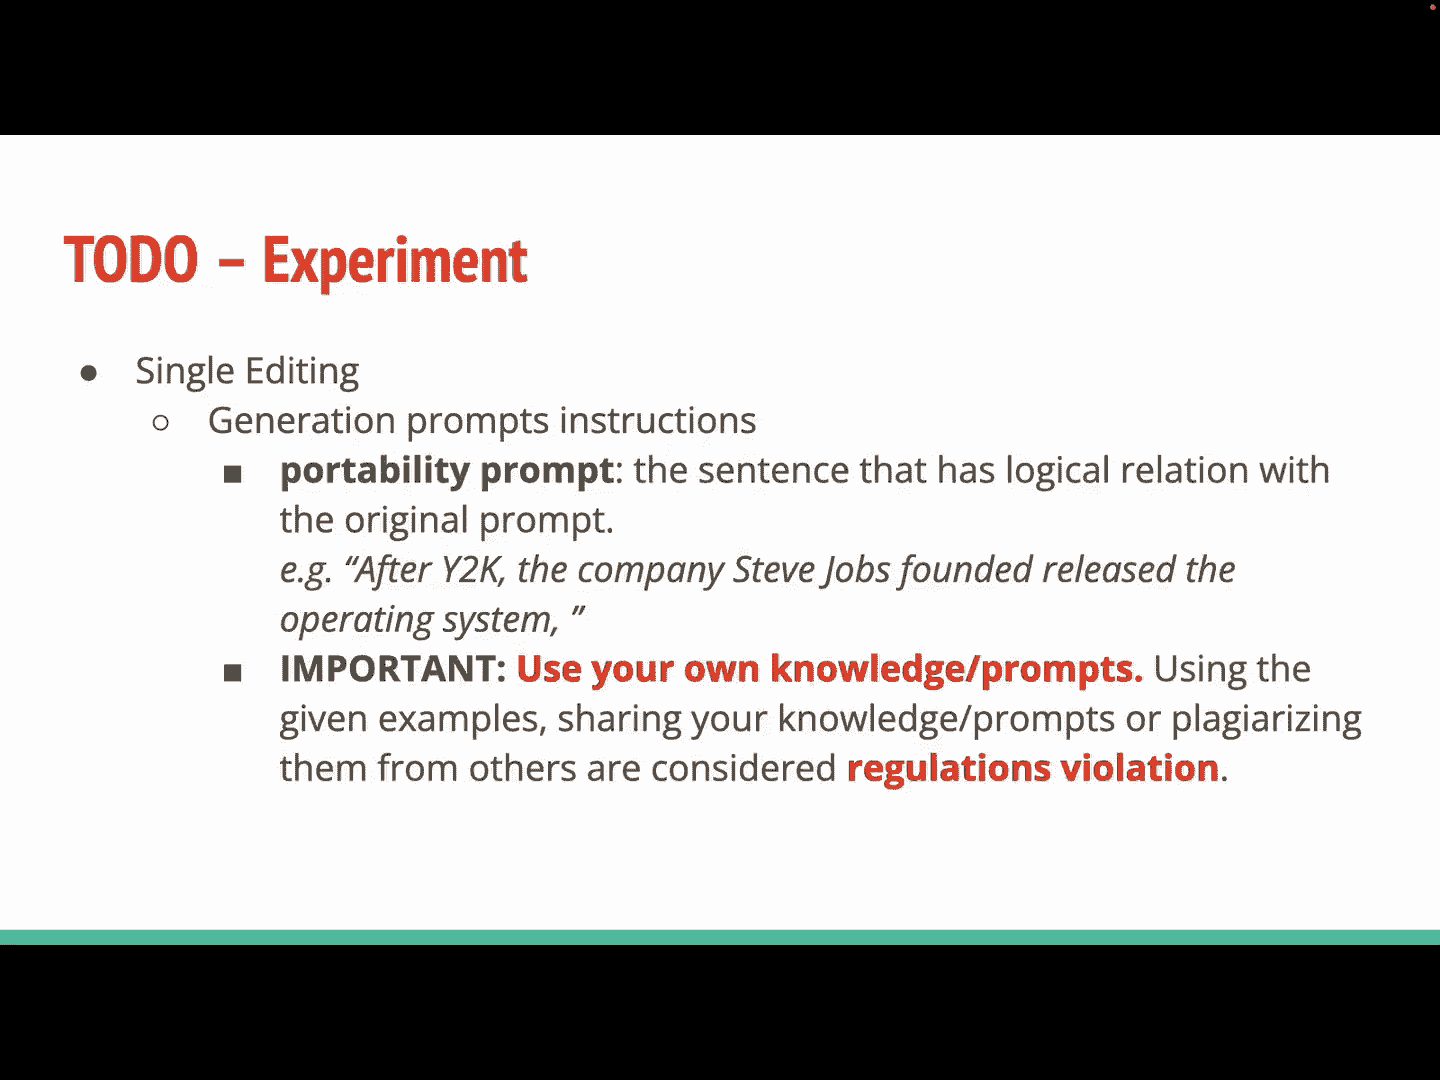 TODO – Experiment
● Single Editing
○ Generation prompts instructions
■ portability prompt: the sentence that has logical relation with
the original prompt.
e.g. “After Y2K, the company Steve Jobs founded released the
operating system, ”
■ IMPORTANT: Use your own knowledge/prompts. Using the
given examples, sharing your knowledge/prompts or plagiarizing
them from others are considered regulations violation.